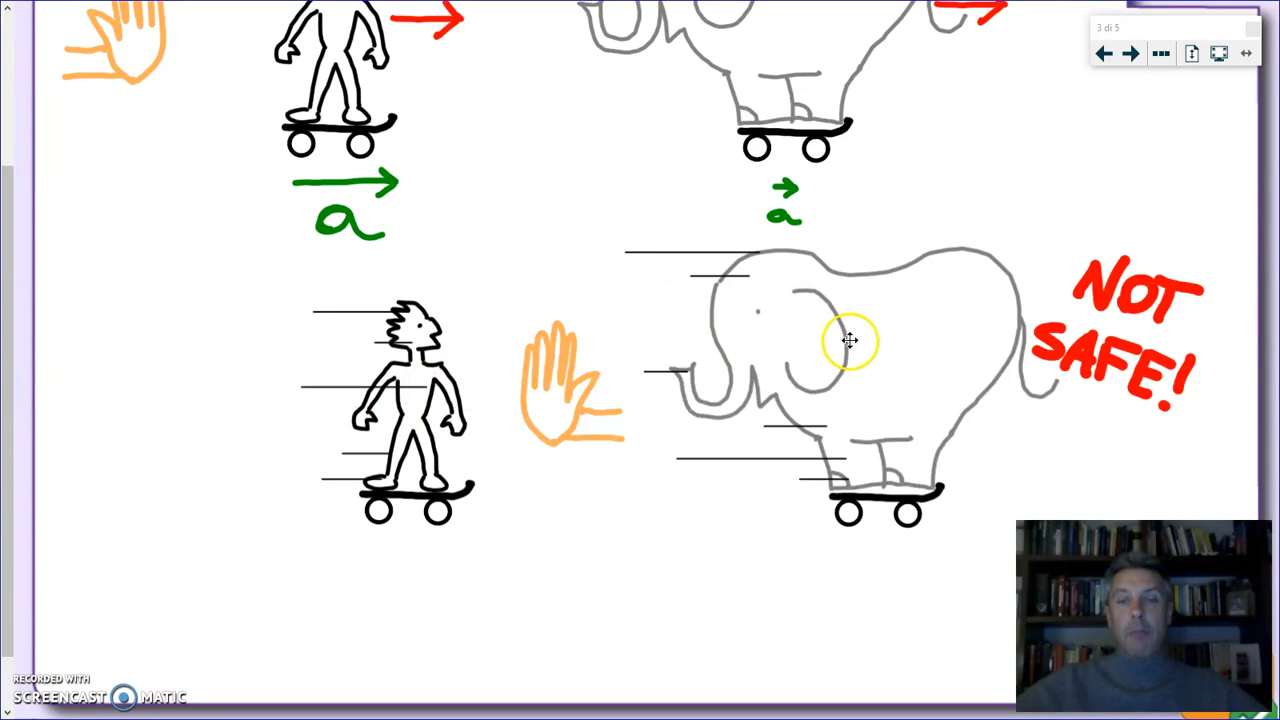 3 di 5
a
a
NOT
SAFE!
RECORDED WITH
SCREENCAST MATIC